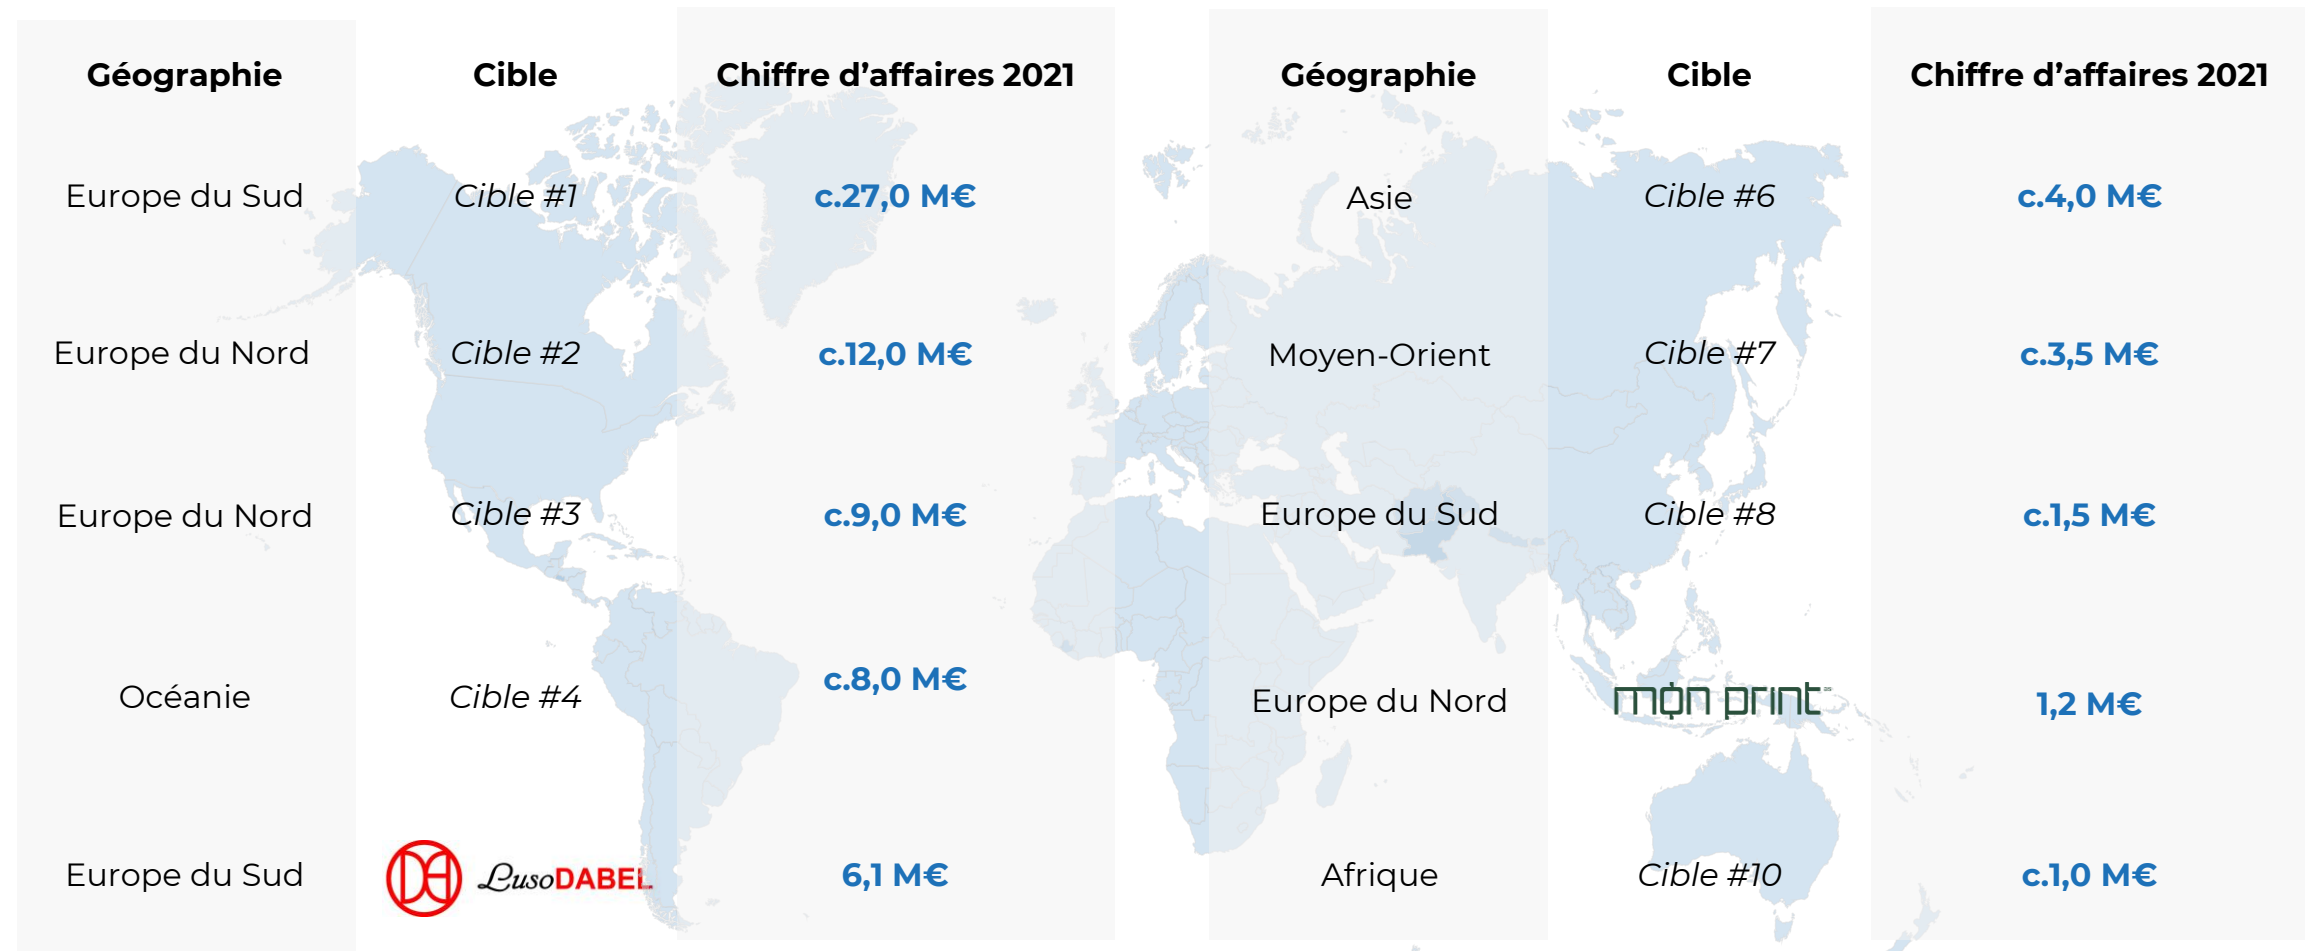 Géographie Cible Chiffre d’affaires 2021
Europe du Sud Cible #1 c.27,0 M€
Europe du Nord Cible #2 c.12,0 M€
Europe du Nord Cible #3 c.9,0 M€
Océanie Cible #4 c.8,0 M€
Europe du Sud LusoDABEL 6,1 M€
Géographie Cible Chiffre d’affaires 2021
Asie Cible #6 c.4,0 M€
Moyen-Orient Cible #7 c.3,5 M€
Europe du Sud Cible #8 c.1,5 M€
Europe du Nord mon print 1,2 M€
Afrique Cible #10 c.1,0 M€